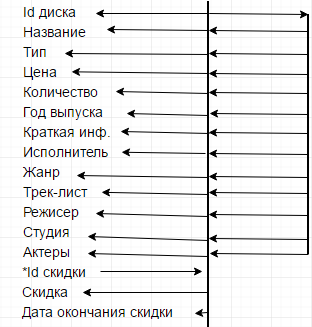 Id диска
Название
Тип
Цена
Количество
Год выпуска
Краткая инф.
Исполнитель
Жанр
Трек-лист
Режисер
Студия
Актеры
*Id скидки
Скидка
Дата окончания скидки